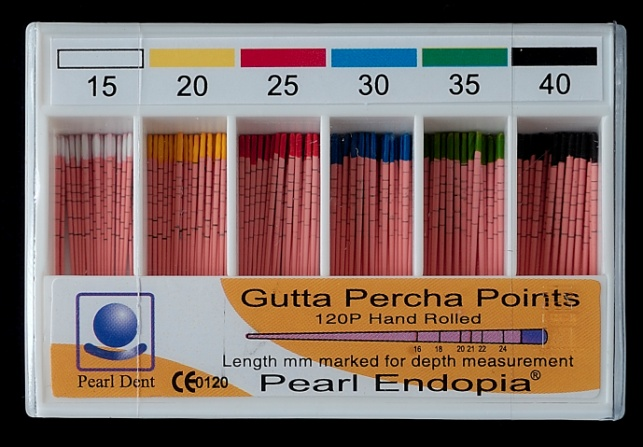 15 20 25 30 35 40
Gutta Percha Points
120P Hand Rolled
16 18 20 21 22 24
Length mm marked for depth measurement
Pearl Dent CE0120 Pearl Endopia®